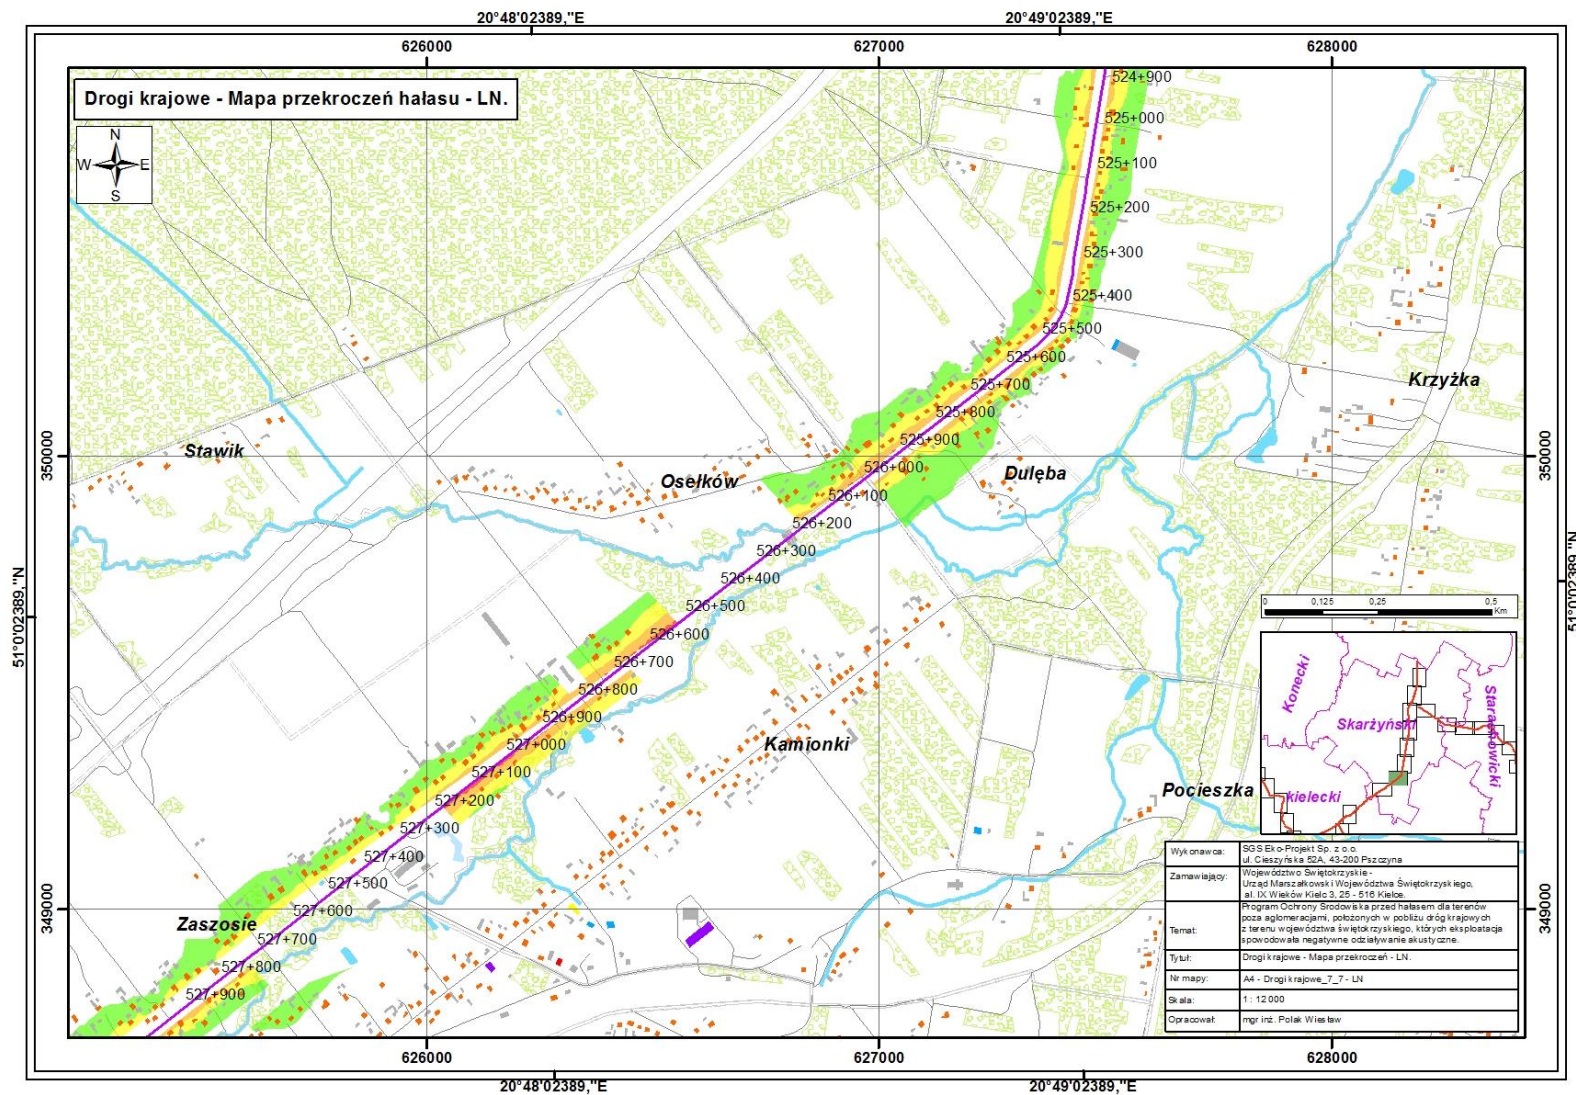 20°48'02389,"E
20°49'02389,"E
626000
627000
628000
Drogi krajowe - Mapa przekroczeń hałasu - LN.
N
W
E
S
524+900
525+000
525+100
525+200
525+300
525+400
525+500
525+600
525+700
525+800
525+900
526+000
526+100
526+200
526+300
526+400
526+500
526+600
526+700
526+800
526+900
527+000
527+100
527+200
527+300
527+400
527+500
527+600
527+700
527+800
527+900
Krzyżka
Stawik
Osełków
Dulęba
Kamionki
Pocieszka
Zaszosie
350000
350000
51°0'02389,"N
51°0'02389,"N
349000
349000
0
0,125
0,25
0,5
Km
Konecki
Skarżyński
Starachowicki
kielecki
Wykonawca:
SGS Eko-Projekt Sp. z o.o.
ul. Cieszyńska 52A, 43-200 Pszczyna
Zamawiający:
Województwo Świętokrzyskie -
Urząd Marszałkowski Województwa Świętokrzyskiego,
al. IX Wieków Kielc 3, 25 - 516 Kielce.
Temat:
Program Ochrony Środowiska przed hałasem dla terenów
poza aglomeracjami, położonych w pobliżu dróg krajowych
z terenu województwa świętokrzyskiego, których eksploatacja
spowodowała negatywne odziaływanie akustyczne.
Tytuł:
Drogi krajowe - Mapa przekroczeń - LN.
Nr mapy:
A4 - Drogi krajowe_7_7 - LN
Skala:
1 : 12 000
Opracował:
mgr inż. Polak Wiesław
626000
627000
628000
20°48'02389,"E
20°49'02389,"E